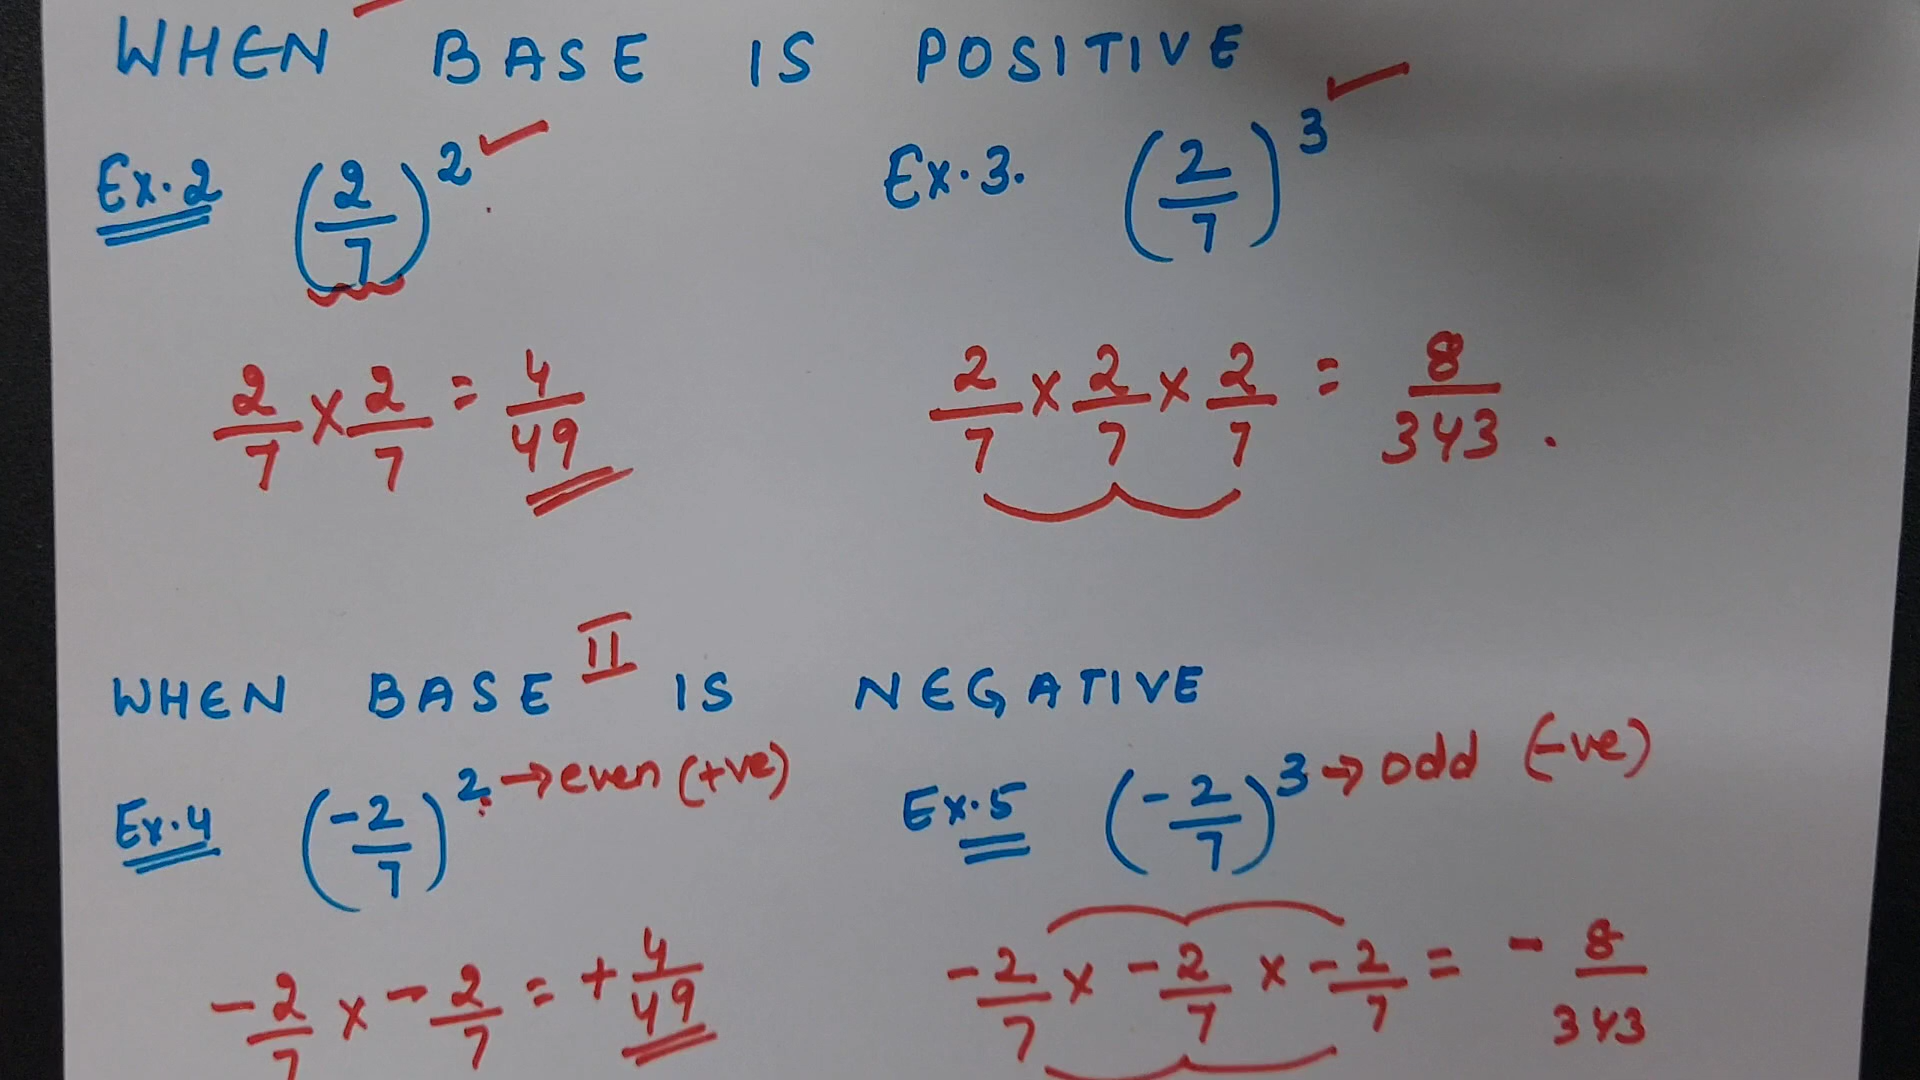 WHEN BASE IS POSITIVE
Ex.2 (2/7)^2 Ex.3. (2/7)^3
2/7 x 2/7 = 4/49
2/7 x 2/7 x 2/7 = 8/343.
II
WHEN BASE IS NEGATIVE
Ex.4 (-2/7)^2 → even (+ve)
Ex.5 (-2/7)^3 → odd (-ve)
-2/7 x -2/7 = +4/49
-2/7 x -2/7 x -2/7 = -8/343